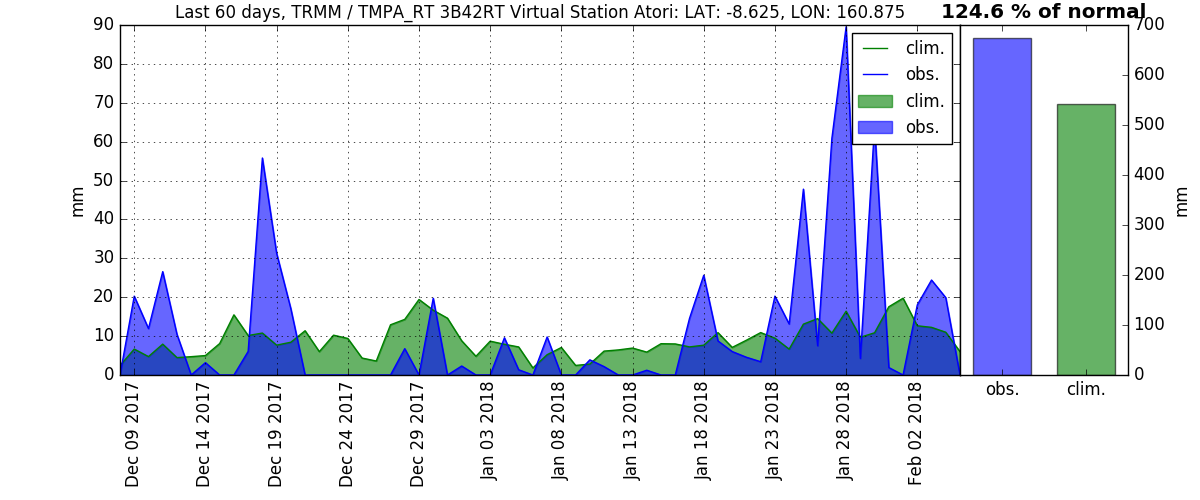 Last 60 days, TRMM / TMPA_RT 3B42RT Virtual Station Atori: LAT: -8.625, LON: 160.875
124.6 % of normal
90
80
70
60
50
40
30
20
10
0
mm
clim.
obs.
clim.
obs.
Dec 09 2017
Dec 14 2017
Dec 19 2017
Dec 24 2017
Dec 29 2017
Jan 03 2018
Jan 08 2018
Jan 13 2018
Jan 18 2018
Jan 23 2018
Jan 28 2018
Feb 02 2018
700
600
500
400
300
200
100
0
mm
obs.
clim.